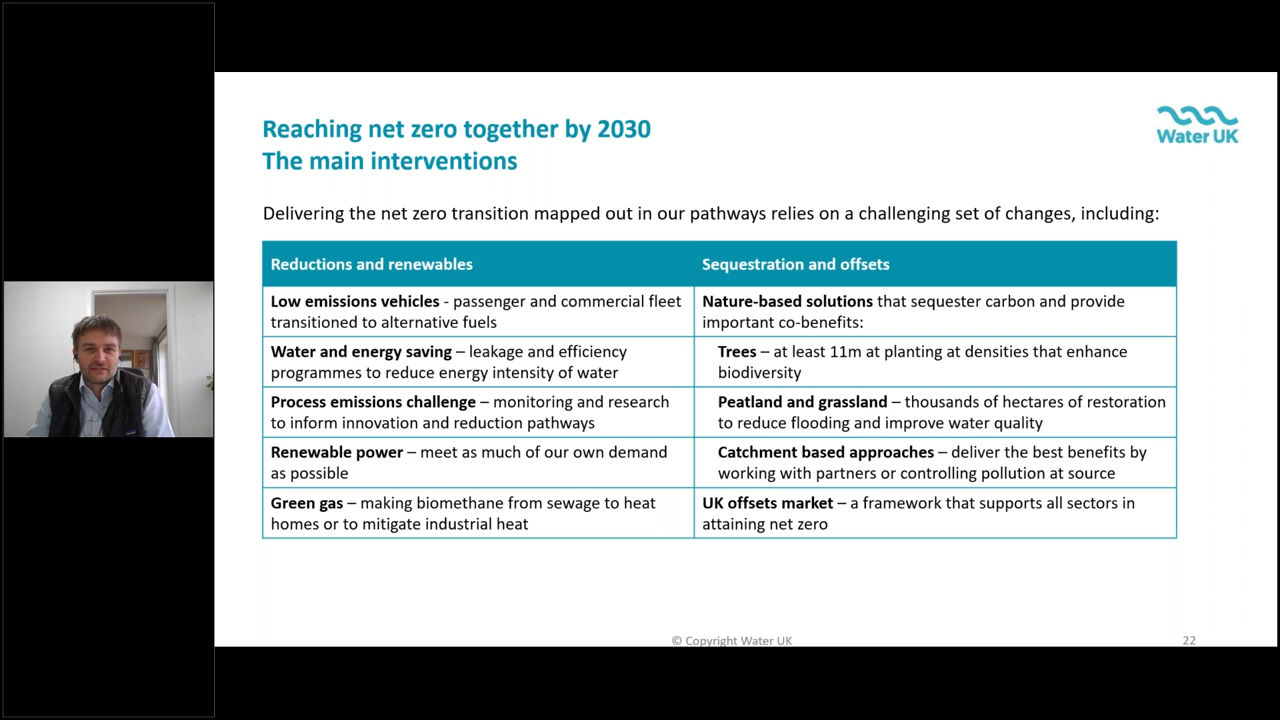 Reaching net zero together by 2030
The main interventions
Water UK
Delivering the net zero transition mapped out in our pathways relies on a challenging set of changes, including:
Reductions and renewables
Sequestration and offsets
Low emissions vehicles - passenger and commercial fleet
transitioned to alternative fuels
Nature-based solutions that sequester carbon and provide
important co-benefits:
Water and energy saving – leakage and efficiency
programmes to reduce energy intensity of water
Trees – at least 11m at planting at densities that enhance
biodiversity
Process emissions challenge – monitoring and research
to inform innovation and reduction pathways
Peatland and grassland – thousands of hectares of restoration
to reduce flooding and improve water quality
Renewable power – meet as much of our own demand
as possible
Catchment based approaches – deliver the best benefits by
working with partners or controlling pollution at source
Green gas – making biomethane from sewage to heat
homes or to mitigate industrial heat
UK offsets market – a framework that supports all sectors in
attaining net zero
© Copyright Water UK
22